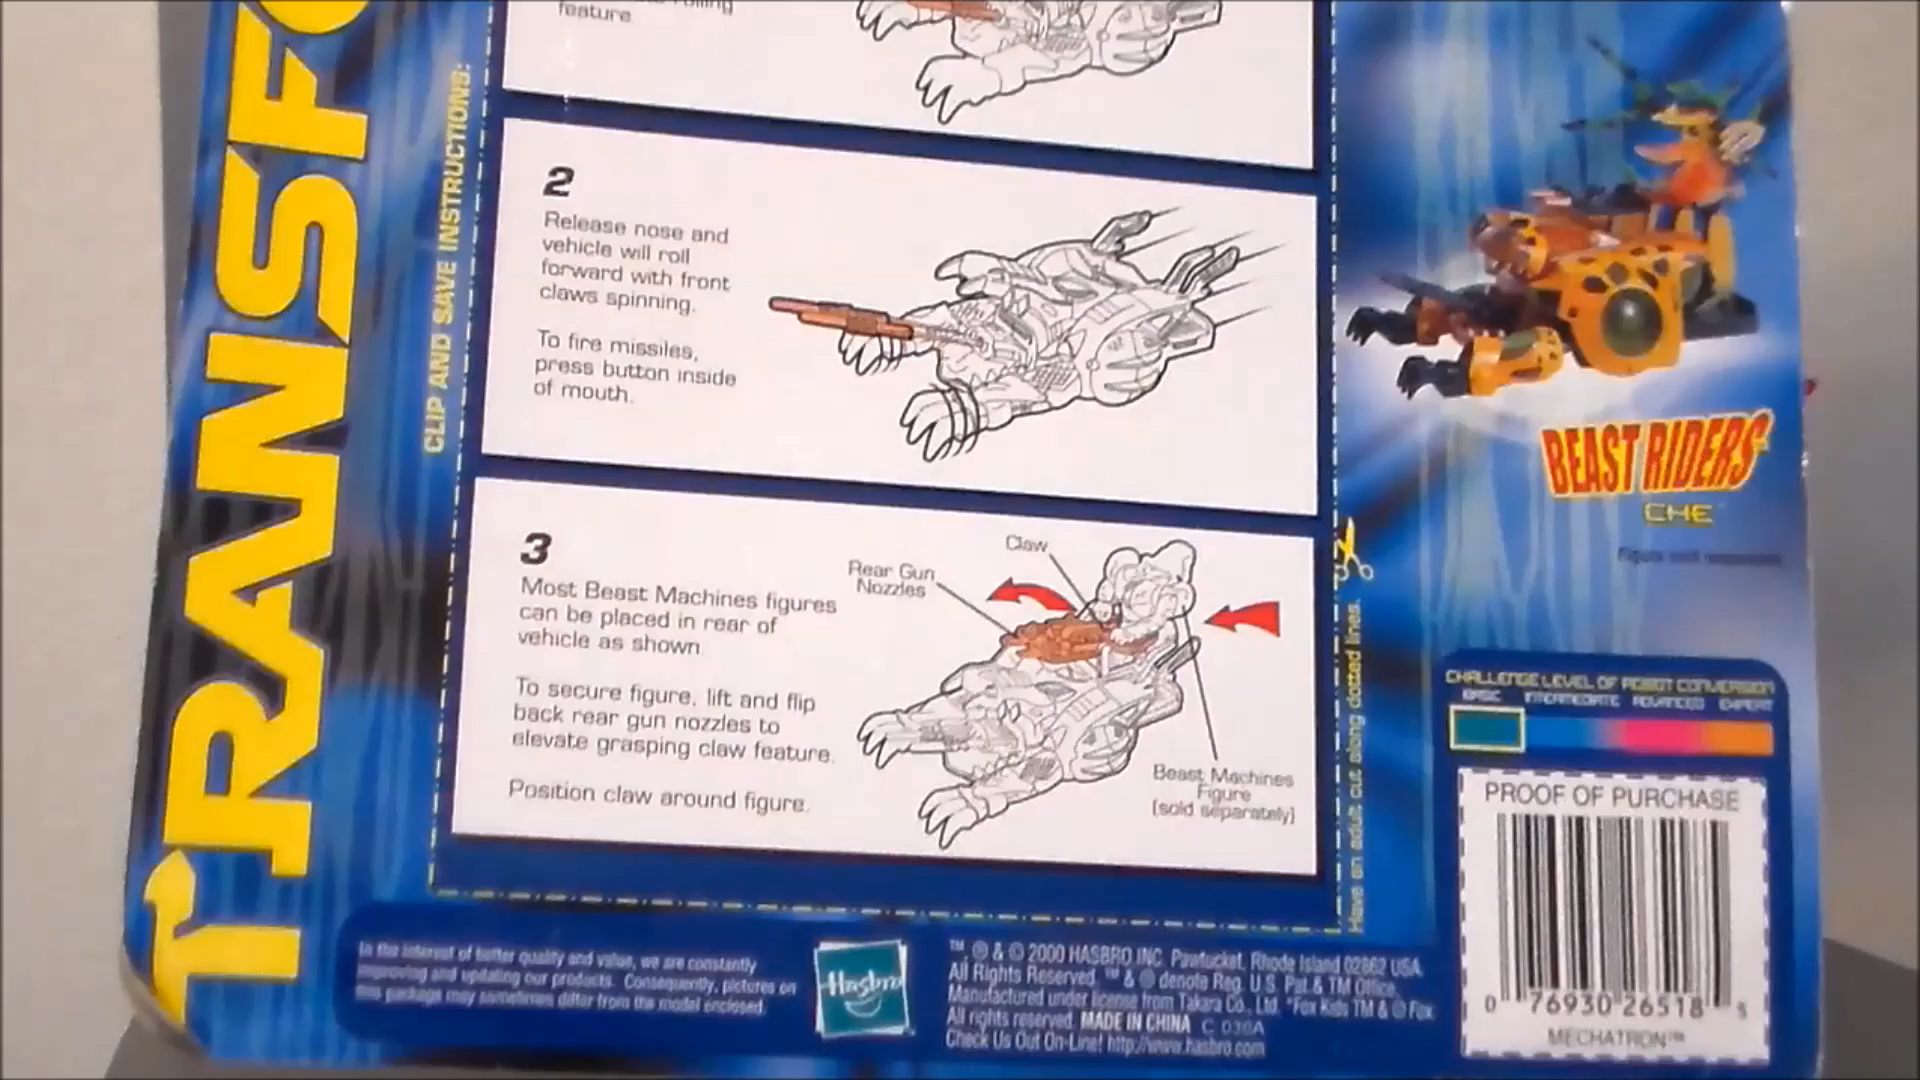 TRANSFO
CLIP AND SAVE INSTRUCTIONS:
feature
2
Release nose and
vehicle will roll
forward with front
claws spinning.
To fire missiles,
press button inside
of mouth.
3
Most Beast Machines figures
can be placed in rear of
vehicle as shown.
To secure figure, lift and flip
back rear gun nozzles to
elevate grasping claw feature.
Position claw around figure.
Claw
Rear Gun
Nozzles
Beast Machines
Figure
(sold separately)
Have an adult cut along dotted lines.
BEAST RIDERS
CHE
Figure sold separately
CHALLENGE LEVEL OF ROBOT CONVERSION
BASIC INTERMEDIATE ADVANCED EXPERT
PROOF OF PURCHASE
0 76930 26518 5
MECHATRON™
In the interest of better quality and value, we are constantly
improving and updating our products. Consequently, pictures on
this package may sometimes differ from the model enclosed.
Hasbro
™, ® & © 2000 HASBRO INC. Pawtucket, Rhode Island 02862 USA
All Rights Reserved. ™ & ® denote Reg. U.S. Pat.& TM Office.
Manufactured under license from Takara Co., Ltd. "Fox Kids TM & © Fox
All rights reserved. MADE IN CHINA C 036A
Check Us Out On-Line! http://www.hasbro.com